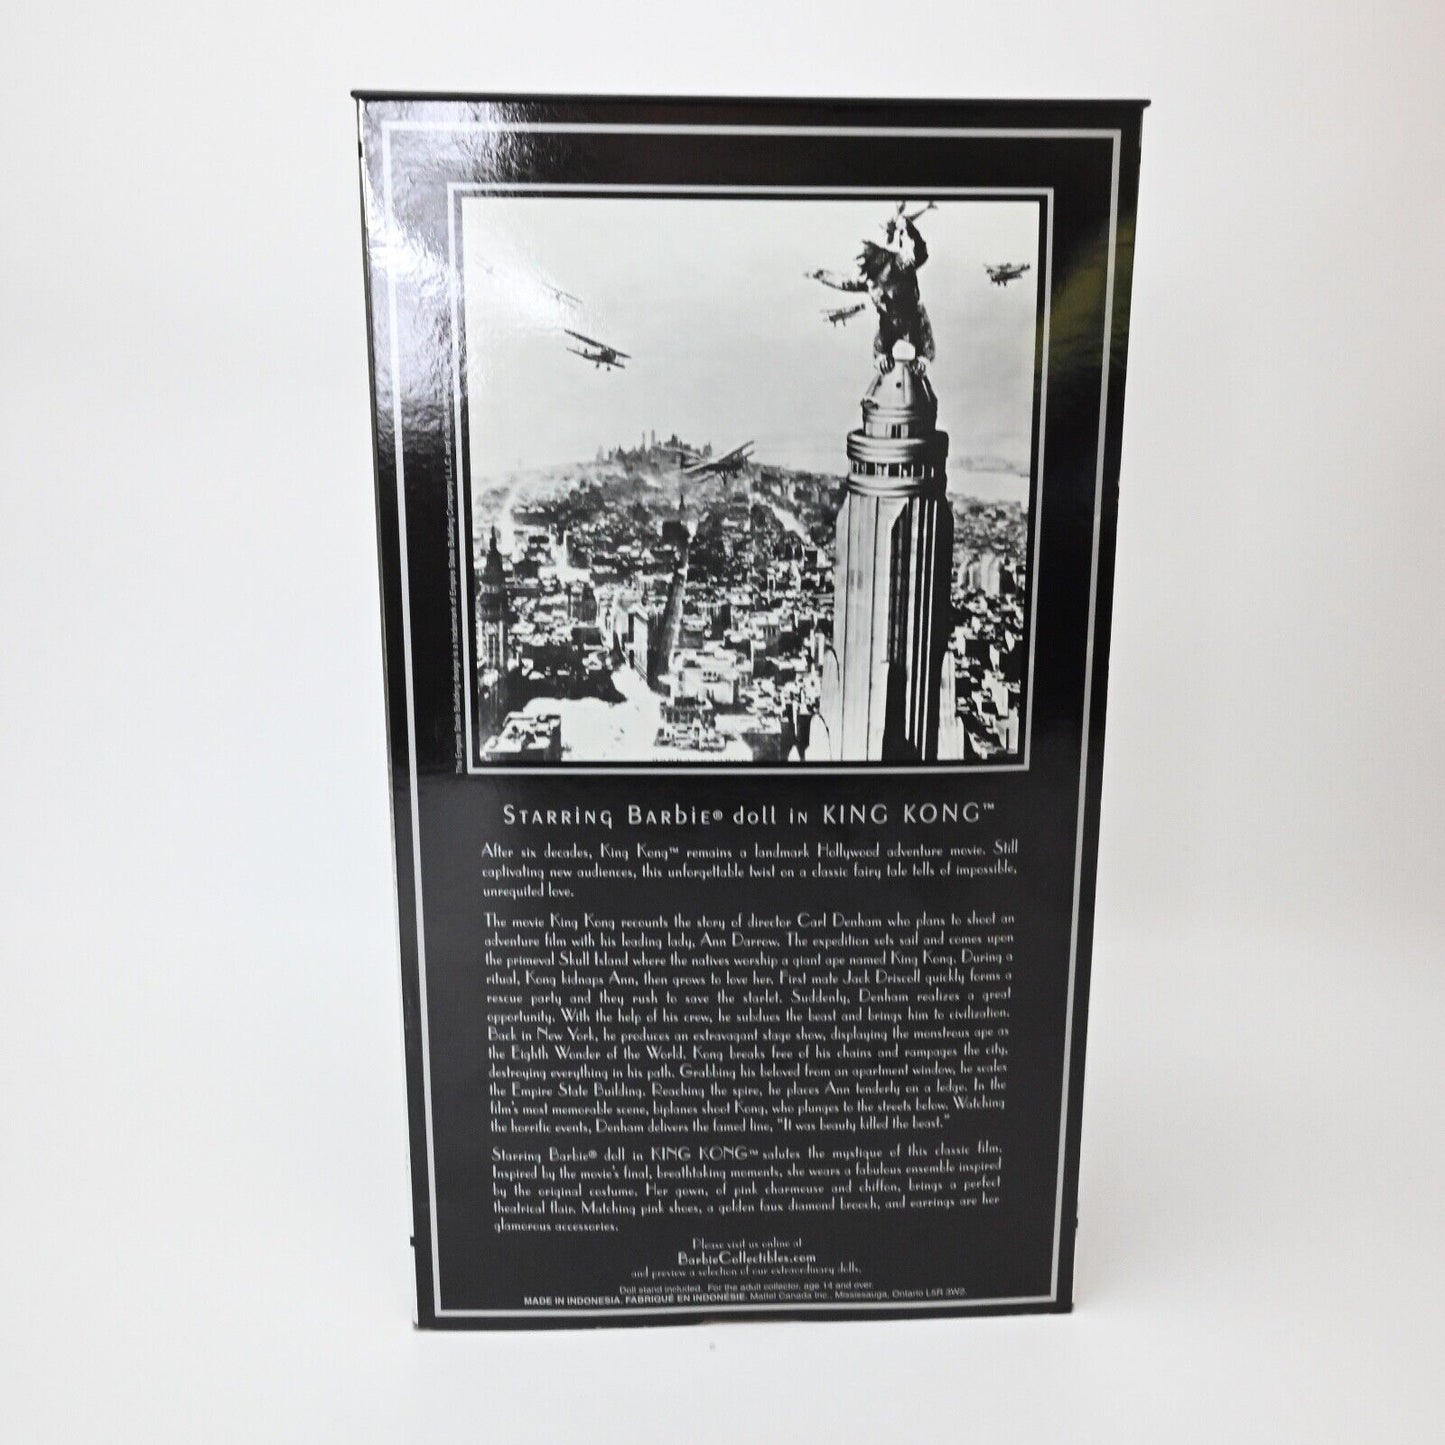 The Empire State Building design is a trademark of Empire State Building Company L.L.C. and is
STARRING BARBIE® doll IN KING KONG™
After six decades, King Kong™ remains a landmark Hollywood adventure movie. Still
captivating new audiences, this unforgettable twist on a classic fairy tale tells of impossible,
unrequited love.
The movie King Kong recounts the story of director Carl Denham who plans to shoot an
adventure film with his leading lady, Ann Darrow. The expedition sets sail and comes upon
the primeval Skull Island where the natives worship a giant ape named King Kong. During a
ritual, Kong kidnaps Ann, then grows to love her. First mate Jack Driscoll quickly forms a
rescue party and they rush to save the starlet. Suddenly, Denham realizes a great
opportunity. With the help of his crew, he subdues the beast and brings him to civilization.
Back in New York, he produces an extravagant stage show, displaying the monstrous ape as
the Eighth Wonder of the World. Kong breaks free of his chains and rampages the city,
destroying everything in his path. Grabbing his beloved from an apartment window, he scales
the Empire State Building. Reaching the spire, he places Ann tenderly on a ledge. In the
film's most memorable scene, biplanes shoot Kong, who plunges to the streets below. Watching
the horrific events, Denham delivers the famed line, "It was beauty killed the beast."
Starring Barbie® doll in KING KONG™ salutes the mystique of this classic film.
Inspired by the movie's final, breathtaking moments, she wears a fabulous ensemble inspired
by the original costume. Her gown, of pink charmeuse and chiffon, brings a perfect
theatrical flair. Matching pink shoes, a golden faux diamond brooch, and earrings are her
glamorous accessories.
Please visit us online at
BarbieCollectibles.com
and preview a selection of our extraordinary dolls.
Doll stand included. For the adult collector, age 14 and over.
MADE IN INDONESIA. FABRIQUÉ EN INDONÉSIE. Mattel Canada Inc., Mississauga, Ontario L5R 3W2.